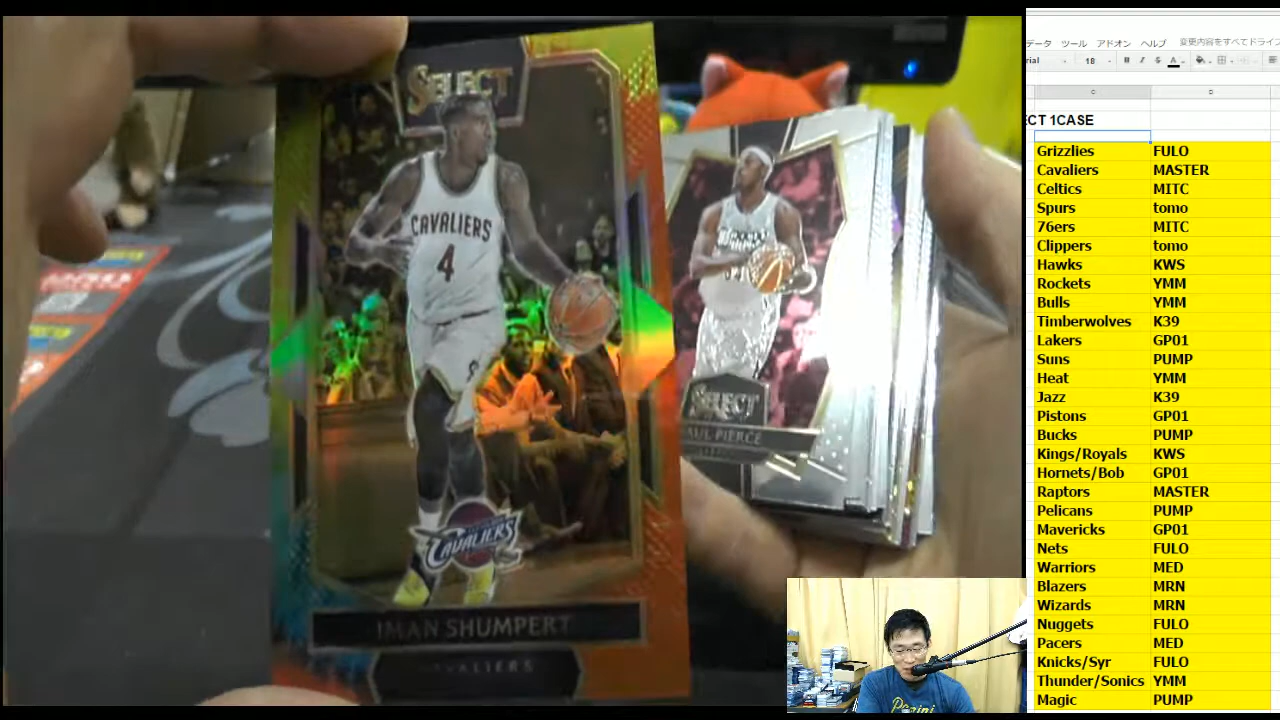 SELECT
CAVALIERS
4
CAVALIERS
IMAN SHUMPERT
CAVALIERS
SELECT
PAUL PIERCE
Panini
データ ツール アドオン ヘルプ 変更内容をすべてドライ
rial 18 B I S A
C D
ECT 1CASE
Grizzlies FULO
Cavaliers MASTER
Celtics MITC
Spurs tomo
76ers MITC
Clippers tomo
Hawks KWS
Rockets YMM
Bulls YMM
Timberwolves K39
Lakers GP01
Suns PUMP
Heat YMM
Jazz K39
Pistons GP01
Bucks PUMP
Kings/Royals KWS
Hornets/Bob GP01
Raptors MASTER
Pelicans PUMP
Mavericks GP01
Nets FULO
Warriors MED
Blazers MRN
Wizards MRN
Nuggets FULO
Pacers MED
Knicks/Syr FULO
Thunder/Sonics YMM
Magic PUMP